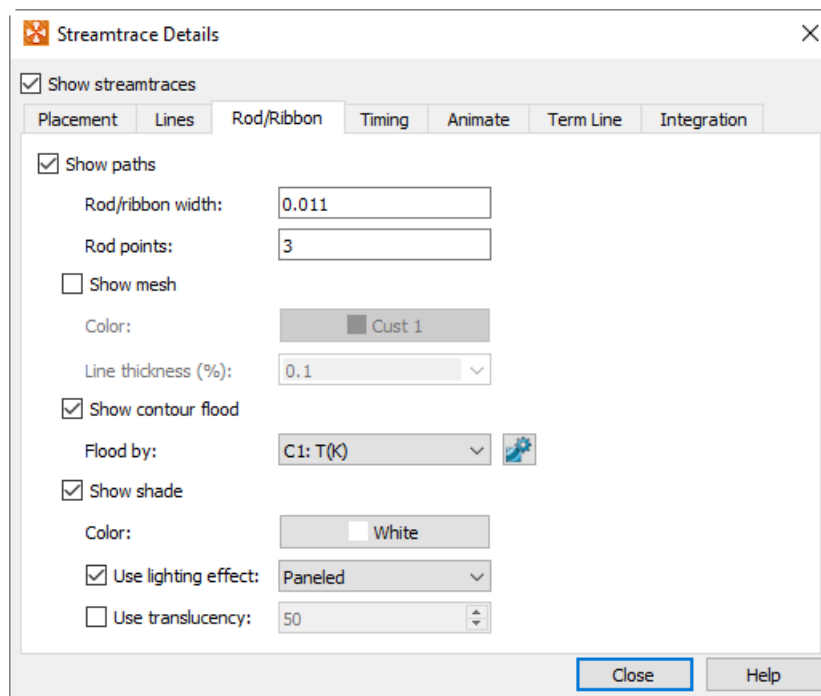 Streamtrace Details
Show streamtraces
Placement Lines Rod/Ribbon Timing Animate Term Line Integration
Show paths
Rod/ribbon width: 0.011
Rod points: 3
Show mesh
Color: Cust 1
Line thickness (%): 0.1
Show contour flood
Flood by: C1: T(K)
Show shade
Color: White
Use lighting effect: Paneled
Use translucency: 50
Close Help